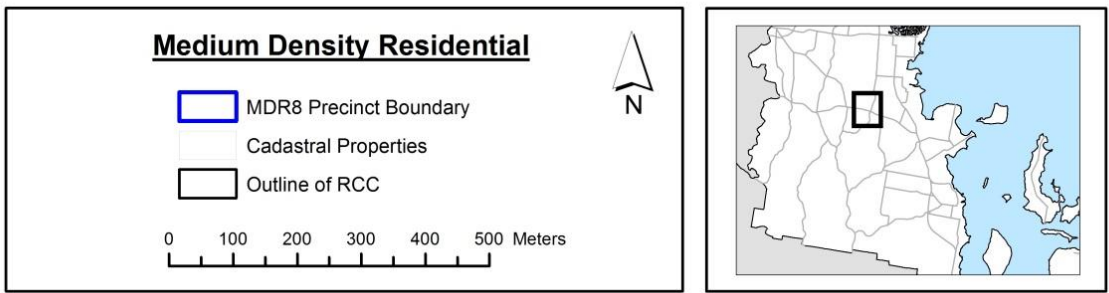 Medium Density Residential
N
MDR8 Precinct Boundary
Cadastral Properties
Outline of RCC
0 100 200 300 400 500 Meters